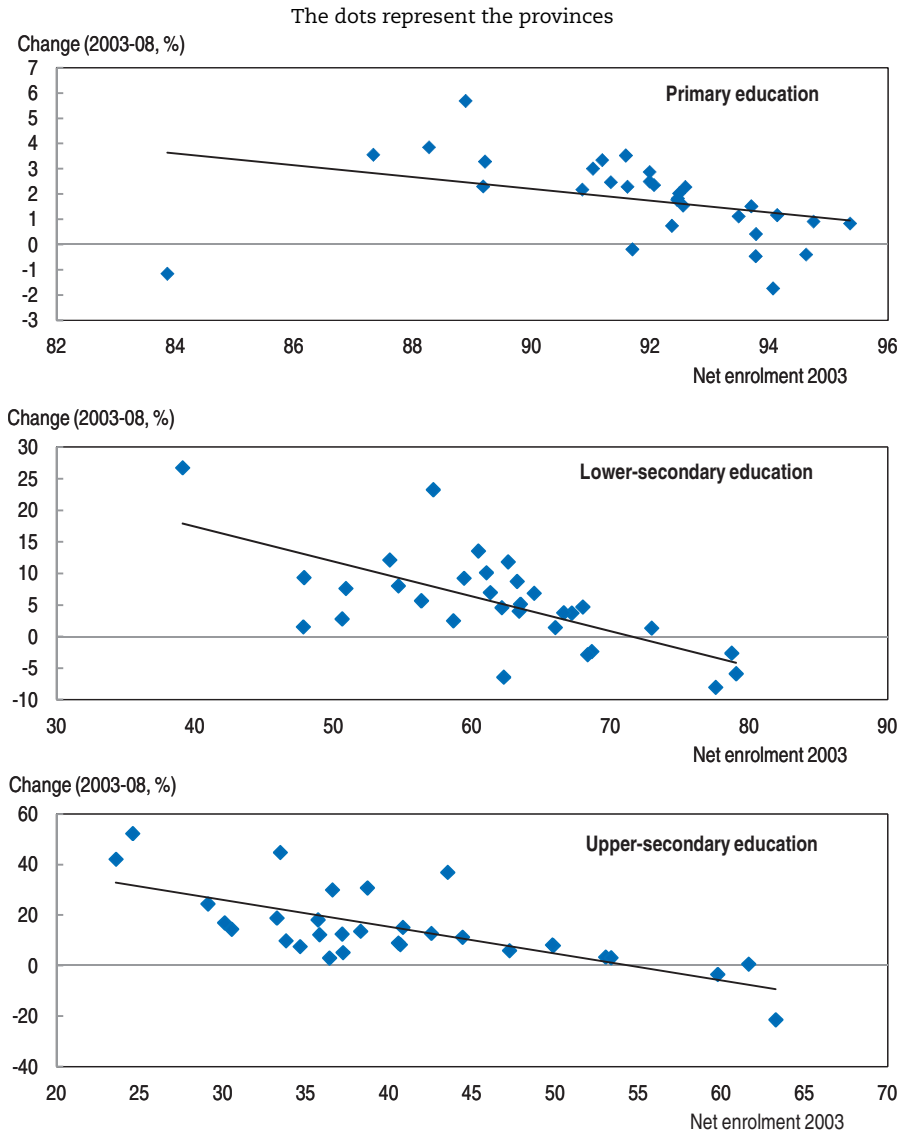 The dots represent the provinces
Change (2003-08, %)
7
6
5
4
3
2
1
0
-1
-2
-3
Primary education
82 84 86 88 90 92 94 96
Net enrolment 2003
Change (2003-08, %)
30
25
20
15
10
5
0
-5
-10
Lower-secondary education
30 40 50 60 70 80 90
Net enrolment 2003
Change (2003-08, %)
60
40
20
0
-20
-40
Upper-secondary education
20 25 30 35 40 45 50 55 60 65 70
Net enrolment 2003